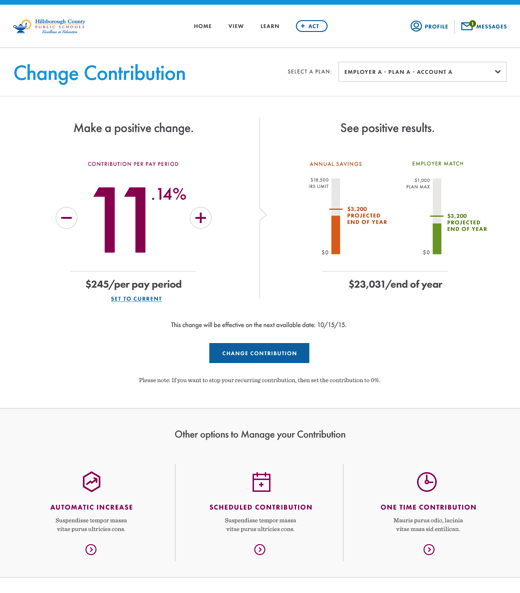 Hillsborough County
PUBLIC SCHOOLS
Excellence in Education
HOME
VIEW
LEARN
+ ACT
PROFILE
1
MESSAGES
Change Contribution
SELECT A PLAN:
EMPLOYER A - PLAN A - ACCOUNT A
Make a positive change.
CONTRIBUTION PER PAY PERIOD
11.14%
$245/per pay period
SET TO CURRENT
See positive results.
ANNUAL SAVINGS
$18,500
IRS LIMIT
$3,200
PROJECTED
END OF YEAR
$0
EMPLOYER MATCH
$1,000
PLAN MAX
$3,200
PROJECTED
END OF YEAR
$0
$23,031/end of year
This change will be effective on the next available date: 10/15/15.
CHANGE CONTRIBUTION
Please note: If you want to stop your recurring contribution, then set the contribution to 0%.
Other options to Manage your Contribution
AUTOMATIC INCREASE
Suspendisse tempor massa
vitae purus ultricies cons.
SCHEDULED CONTRIBUTION
Suspendisse tempor massa
vitae purus ultricies cons.
ONE TIME CONTRIBUTION
Mauris purus odio, lacinia
vitae mass sid entilicus.